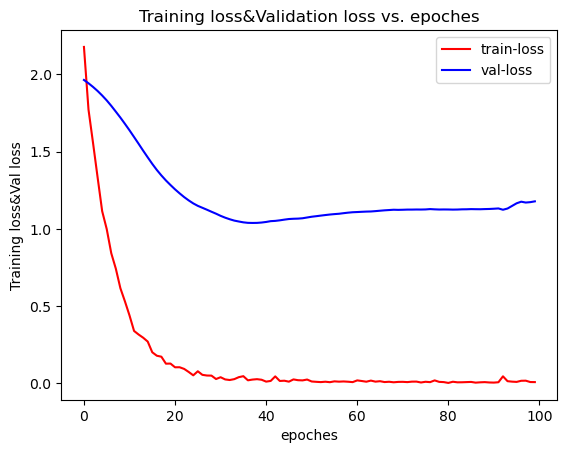 Training loss&Validation loss vs. epoches
train-loss
val-loss
Training loss&Val loss
2.0
1.5
1.0
0.5
0.0
0 20 40 60 80 100
epoches